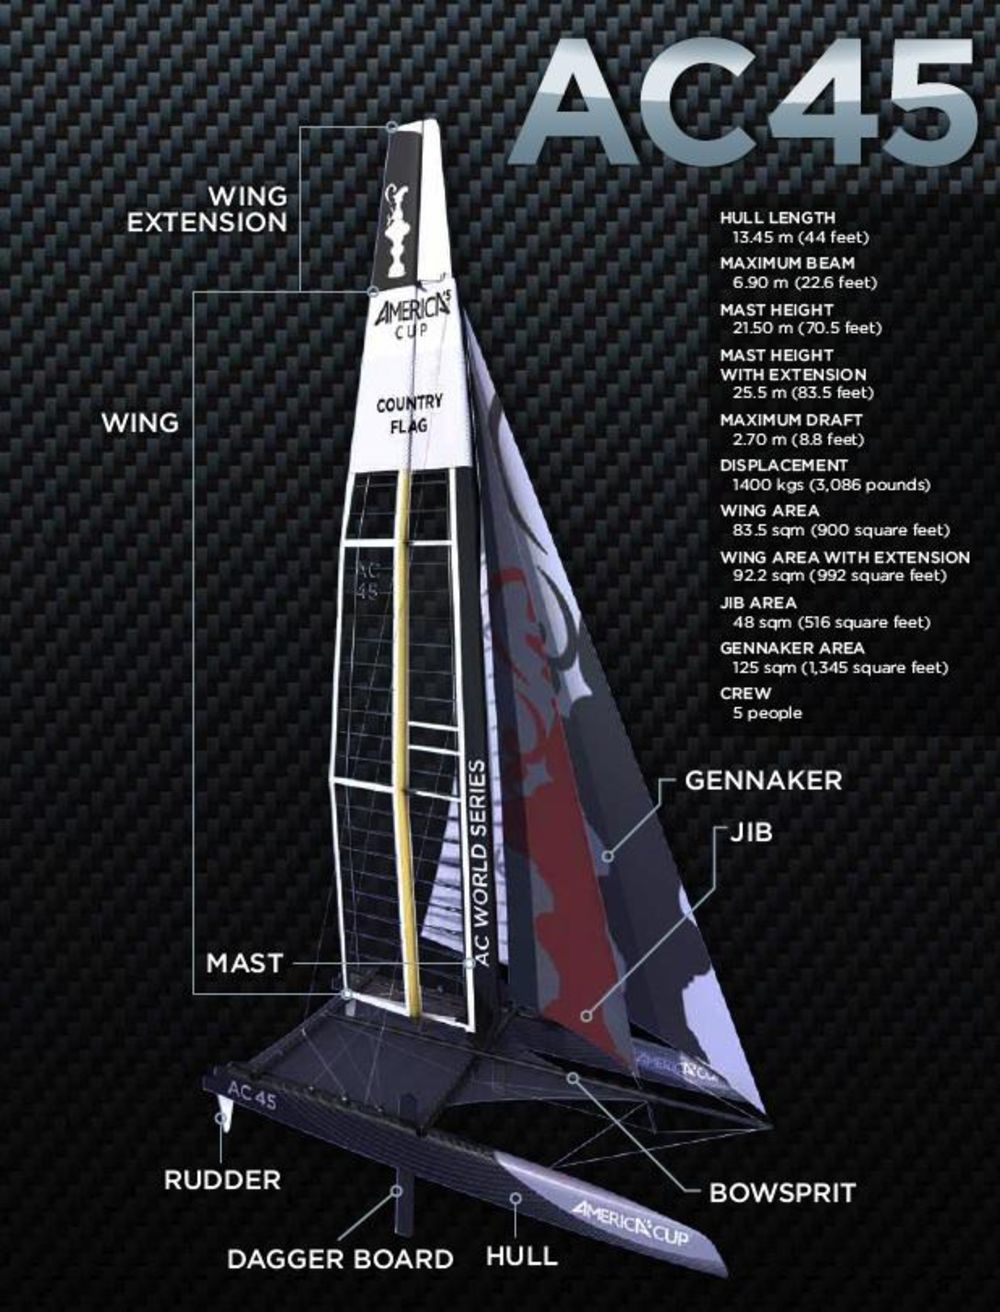 AC45
WING
EXTENSION
AMERICA'S
CUP
WING
COUNTRY
FLAG
AC
45
HULL LENGTH
13.45 m (44 feet)
MAXIMUM BEAM
6.90 m (22.6 feet)
MAST HEIGHT
21.50 m (70.5 feet)
MAST HEIGHT
WITH EXTENSION
25.5 m (83.5 feet)
MAXIMUM DRAFT
2.70 m (8.8 feet)
DISPLACEMENT
1400 kgs (3,086 pounds)
WING AREA
83.5 sqm (900 square feet)
WING AREA WITH EXTENSION
92.2 sqm (992 square feet)
JIB AREA
48 sqm (516 square feet)
GENNAKER AREA
125 sqm (1,345 square feet)
CREW
5 people
GENNAKER
JIB
AC WORLD SERIES
MAST
AMERICA'S CUP
AC 45
RUDDER
BOWSPRIT
AMERICA'S CUP
DAGGER BOARD
HULL